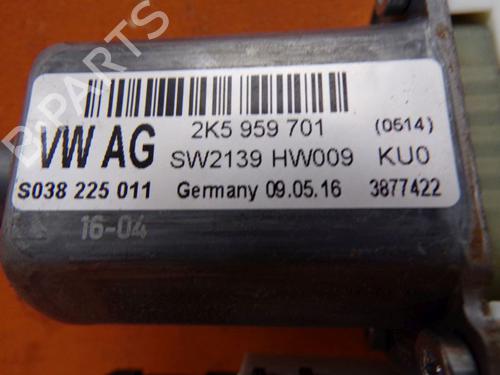 B-PARTS
2K5 959 701
(0514)
VW AG
SW2139 HW009
KU0
S038 225 011
Germany 09.05.16
3877422
16-04